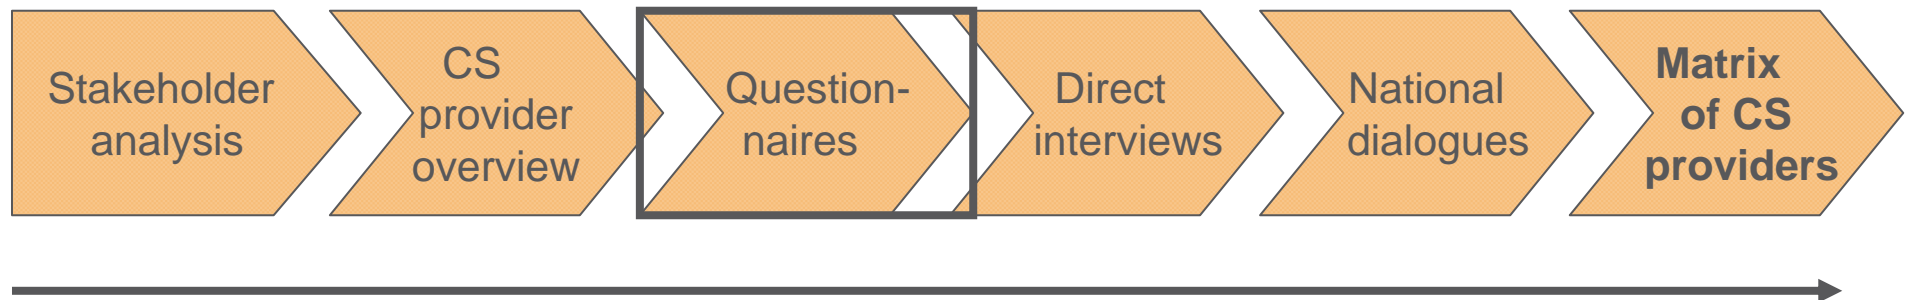 Stakeholder
analysis
CS
provider
overview
Question-
naires
Direct
interviews
National
dialogues
Matrix
of CS
providers